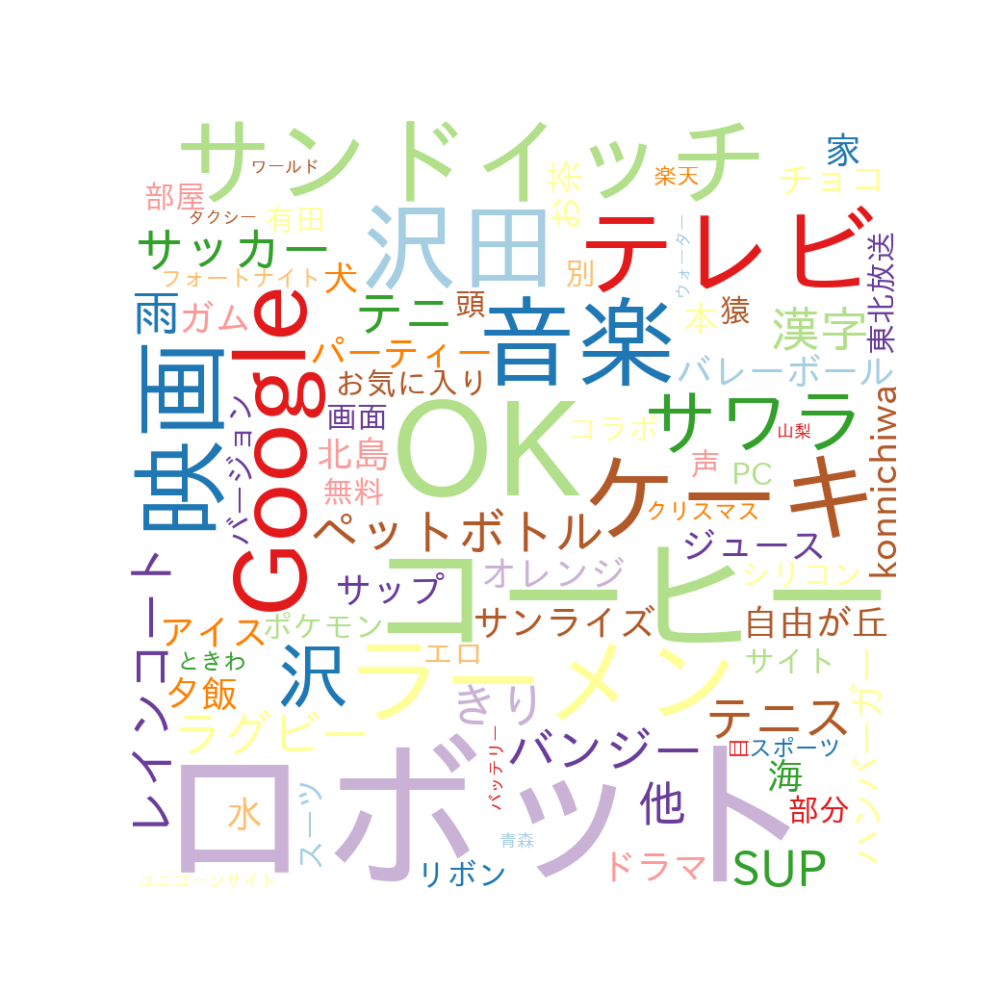 サンドイッチ
ワールド
お茶
楽天
チョコ
家
部屋
タクシー
有田
沢田
テレビ
サッカー
フォートナイト
犬
別
ウォーター
東北放送
雨
ガム
Google
テニ
頭
音楽
本
猿
漢字
パーティー
バレーボール
映画
お気に入り
バージョン
画面
OK
コラボ
サワラ
山梨
konnichiwa
北島
無料
声
PC
ケーキ
クリスマス
ペットボトル
ジュース
レインコート
サップ
コーヒー
オレンジ
シリコン
アイス
ポケモン
サンライズ
自由が丘
ときわ
沢
ラーメン
エロ
サイト
夕飯
きり
ハンバーガー
ラグビー
バンジー
テニス
目
スポーツ
ロボット
バッテリー
海
水
スーツ
他
部分
青森
ユニコーンサイト
リボン
ドラマ
SUP